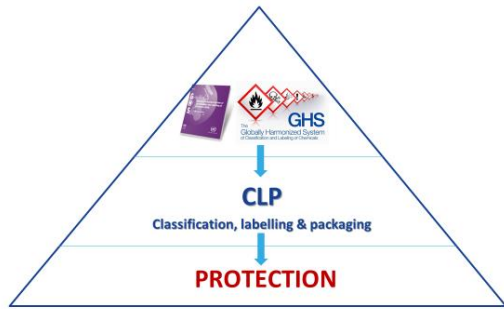 GHS
The
Globally Harmonized System
of Classification and Labelling of Chemicals
CLP
Classification, labelling & packaging
PROTECTION